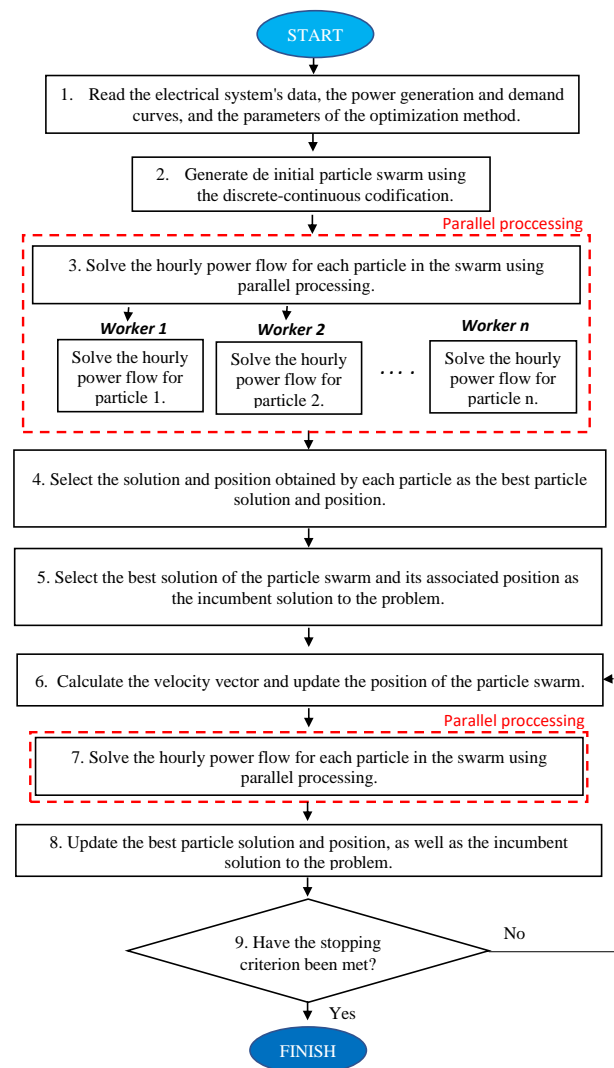 START
1. Read the electrical system's data, the power generation and demand
curves, and the parameters of the optimization method.
2. Generate de initial particle swarm using
the discrete-continuous codification.
Parallel proccessing
3. Solve the hourly power flow for each particle in the swarm using
parallel processing.
Worker 1
Solve the hourly
power flow for
particle 1.
Worker 2
Solve the hourly
power flow for
particle 2.
. . . .
Worker n
Solve the hourly
power flow for
particle n.
4. Select the solution and position obtained by each particle as the best particle
solution and position.
5. Select the best solution of the particle swarm and its associated position as
the incumbent solution to the problem.
6. Calculate the velocity vector and update the position of the particle swarm.
Parallel proccessing
7. Solve the hourly power flow for each particle in the swarm using
parallel processing.
8. Update the best particle solution and position, as well as the incumbent
solution to the problem.
9. Have the stopping
criterion been met?
No
Yes
FINISH